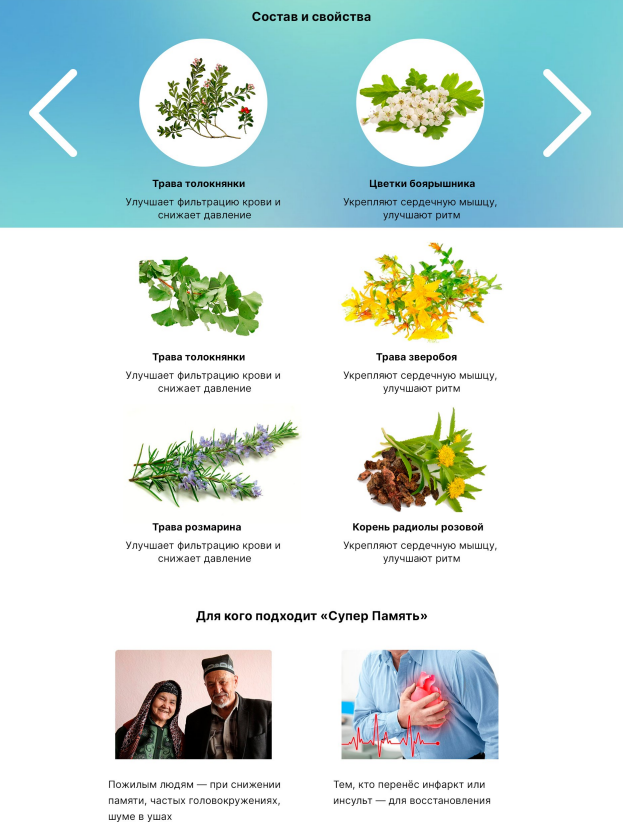 Состав и свойства
Трава толокнянки
Улучшает фильтрацию крови и
снижает давление
Цветки боярышника
Укрепляют сердечную мышцу,
улучшают ритм
Трава толокнянки
Улучшает фильтрацию крови и
снижает давление
Трава зверобоя
Укрепляют сердечную мышцу,
улучшают ритм
Трава розмарина
Улучшает фильтрацию крови и
снижает давление
Корень радиолы розовой
Укрепляют сердечную мышцу,
улучшают ритм
Для кого подходит «Супер Память»
Пожилым людям — при снижении
памяти, частых головокружениях,
шуме в ушах
Тем, кто перенёс инфаркт или
инсульт — для восстановления